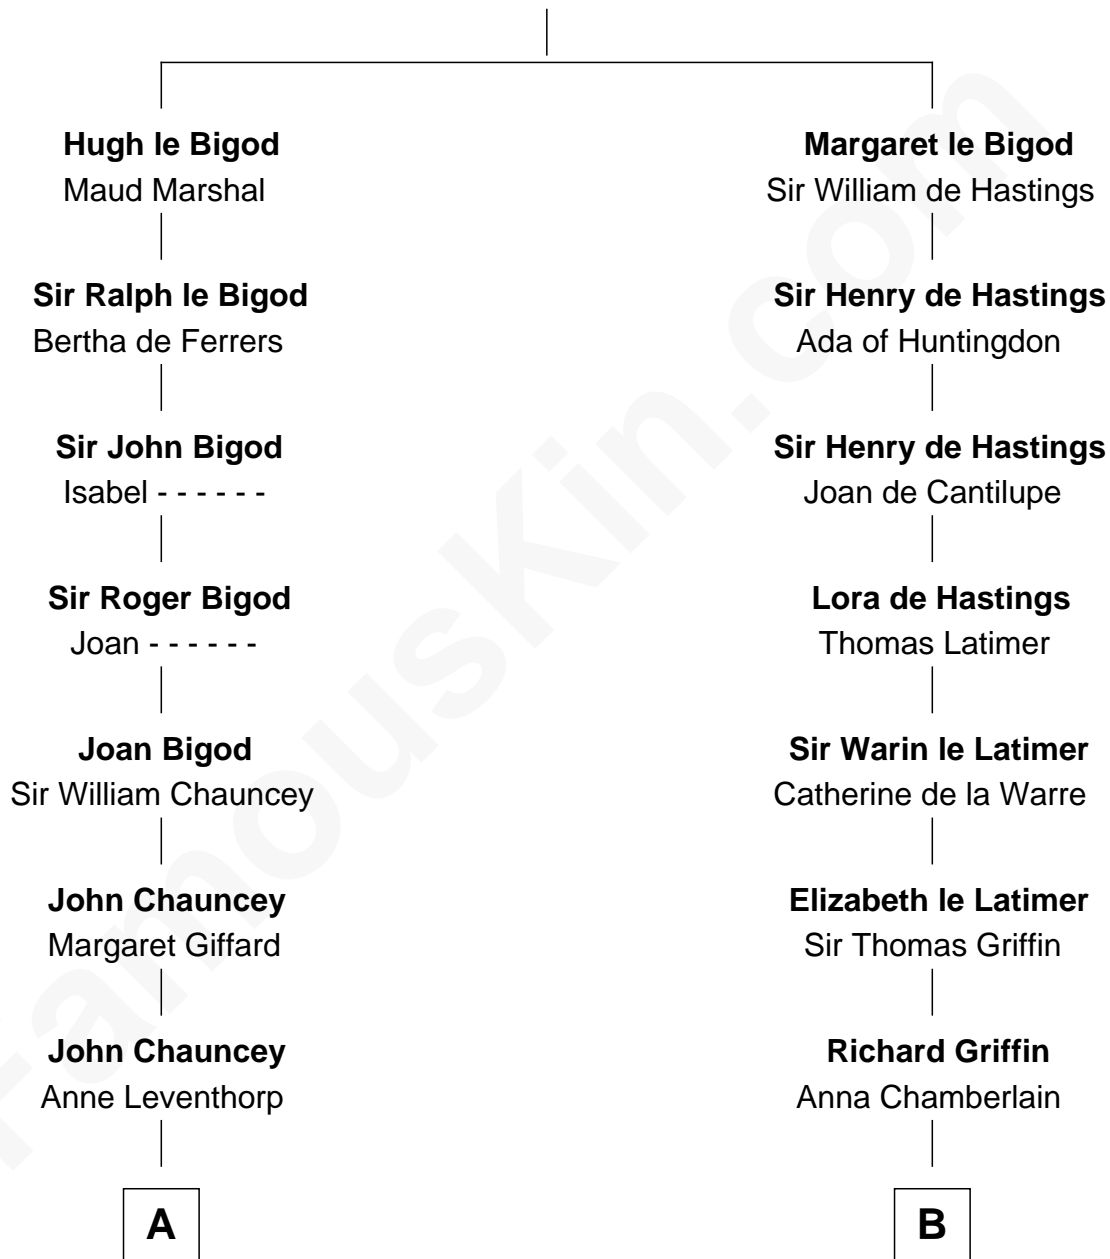 Hugh le Bigod
Maud Marshal
Margaret le Bigod
Sir William de Hastings
Sir Ralph le Bigod
Bertha de Ferrers
Sir Henry de Hastings
Ada of Huntingdon
Sir John Bigod
Isabel - - - - - -
Sir Henry de Hastings
Joan de Cantilupe
Sir Roger Bigod
Joan - - - - - -
Lora de Hastings
Thomas Latimer
Joan Bigod
Sir William Chauncey
Sir Warin le Latimer
Catherine de la Warre
John Chauncey
Margaret Giffard
Elizabeth le Latimer
Sir Thomas Griffin
John Chauncey
Anne Leventhorp
Richard Griffin
Anna Chamberlain
A
B
FamousKin.com